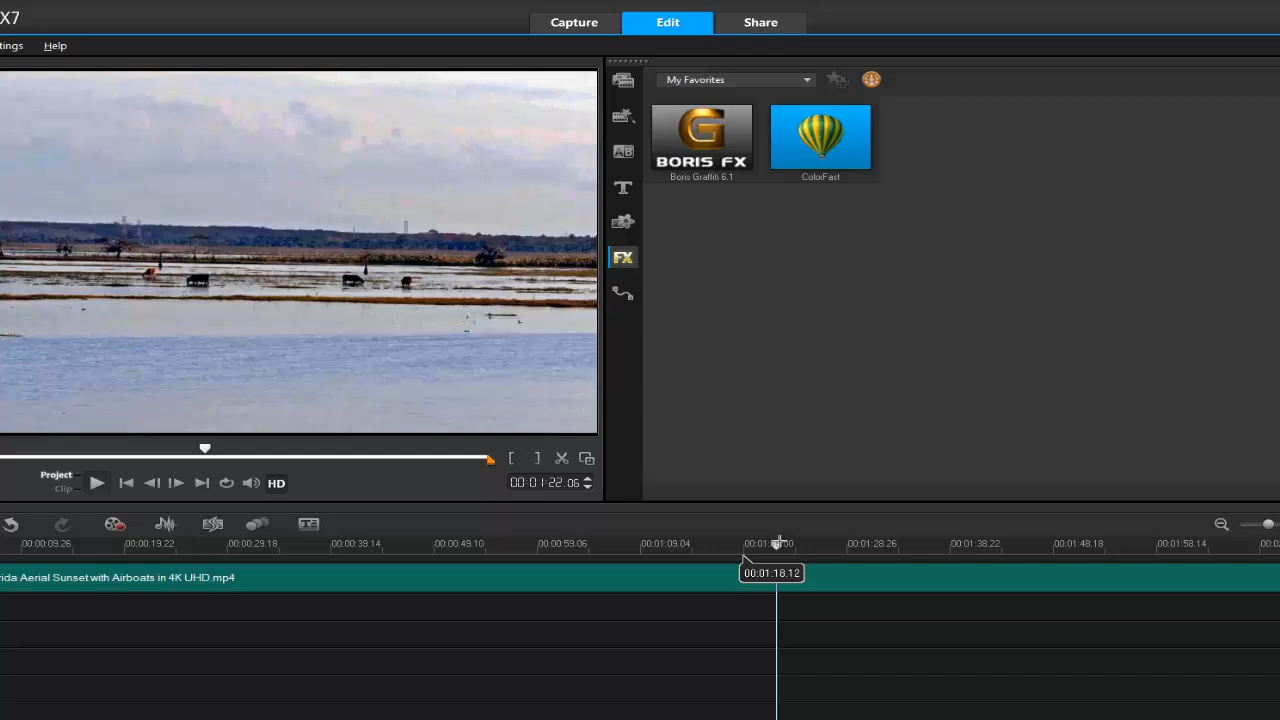 X7
Capture
Edit
Share
tings
Help
My Favorites
G
BORIS FX
Boris Graffiti 6.1
ColorFast
AB
T
FX
Project
Clip
HD
00:01:22.06
00:00:09.26
00:00:19.22
00:00:29.18
00:00:39.14
00:00:49.10
00:00:59.06
00:01:09.04
00:01:28.26
00:01:38.22
00:01:48.18
00:01:58.14
00:01:18.12
rida Aerial Sunset with Airboats in 4K UHD.mp4